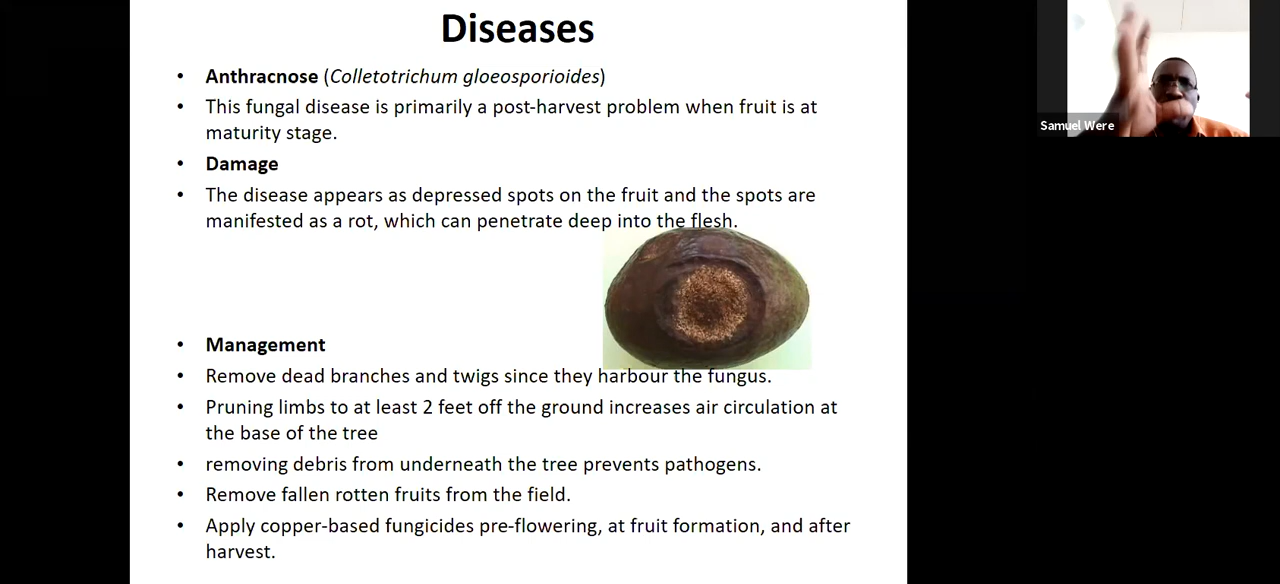 Diseases
• Anthracnose (Colletotrichum gloeosporioides)
• This fungal disease is primarily a post-harvest problem when fruit is at
maturity stage.
• Damage
• The disease appears as depressed spots on the fruit and the spots are
manifested as a rot, which can penetrate deep into the flesh.
• Management
• Remove dead branches and twigs since they harbour the fungus.
• Pruning limbs to at least 2 feet off the ground increases air circulation at
the base of the tree
• removing debris from underneath the tree prevents pathogens.
• Remove fallen rotten fruits from the field.
• Apply copper-based fungicides pre-flowering, at fruit formation, and after
harvest.
Samuel Were